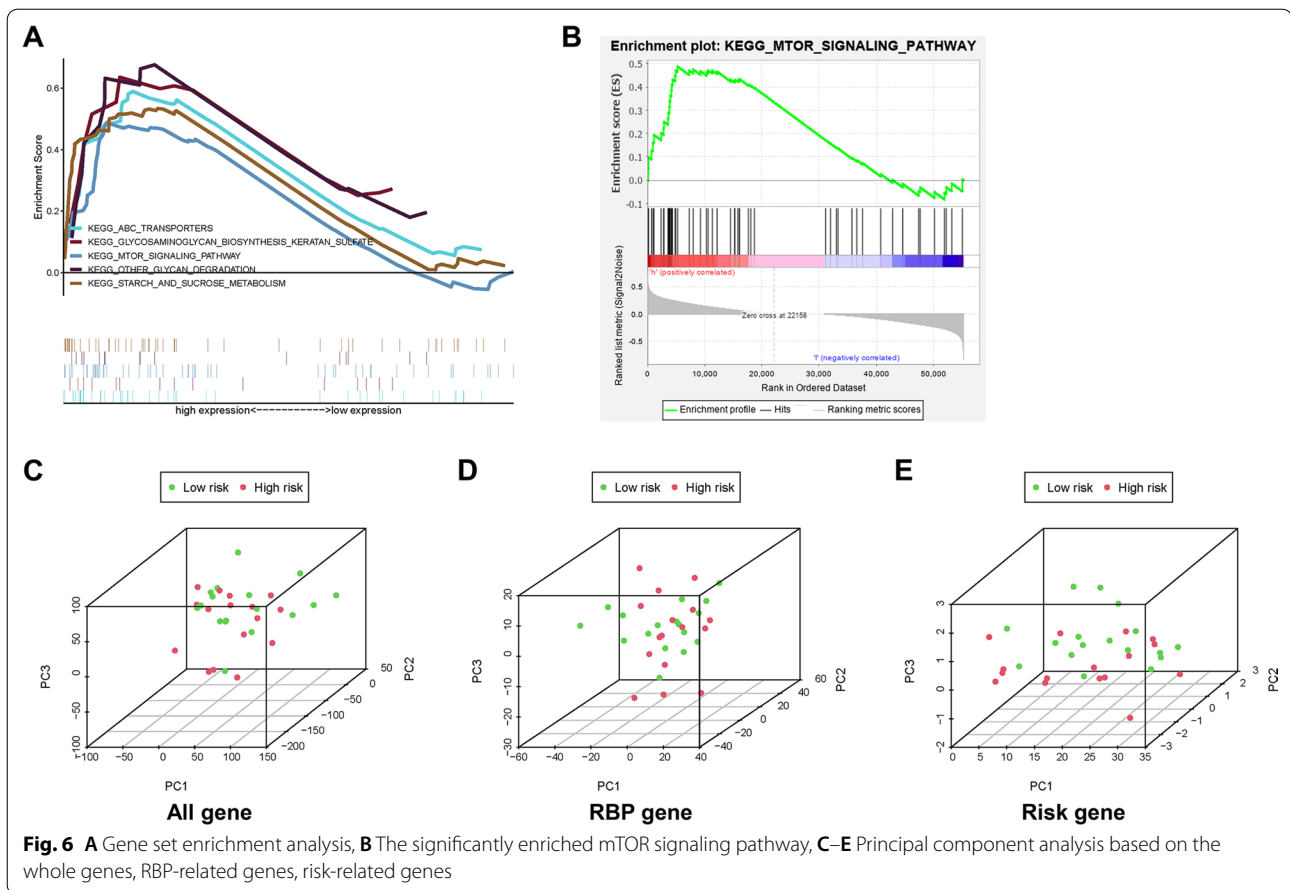 A
0.6
0.4
0.2
0.0
Enrichment Score
KEGG_ABC_TRANSPORTERS
KEGG_GLYCOSAMINOGLYCAN_BIOSYNTHESIS_KERATAN_SULFATE
KEGG_MTOR_SIGNALING_PATHWAY
KEGG_OTHER_GLYCAN_DEGRADATION
KEGG_STARCH_AND_SUCROSE_METABOLISM
high expression<-------------->low expression
B
Enrichment plot: KEGG_MTOR_SIGNALING_PATHWAY
Enrichment score (ES)
0.5
0.4
0.3
0.2
0.1
0.0
-0.1
'h' (positively correlated)
Ranked list metric (Signal2Noise)
0.5
0.0
-0.5
Zero cross at 22158
'l' (negatively correlated)
0 10,000 20,000 30,000 40,000 50,000
Rank in Ordered Dataset
Enrichment profile Hits Ranking metric scores
C
Low risk High risk
PC3
100
50
0
−50
−100
−100 −50 0 50 100 150
PC1
−200 −150 −100 −50 0 50
PC2
All gene
D
Low risk High risk
PC3
20
10
0
−10
−20
−30
−60 −40 −20 0 20 40
PC1
−40 −20 0 20 40 60
PC2
RBP gene
E
Low risk High risk
PC3
3
2
1
0
−1
−2
0 5 10 15 20 25 30 35
PC1
−3 −2 −1 0 1 2 3
PC2
Risk gene
Fig. 6 A Gene set enrichment analysis, B The significantly enriched mTOR signaling pathway, C–E Principal component analysis based on the
whole genes, RBP-related genes, risk-related genes